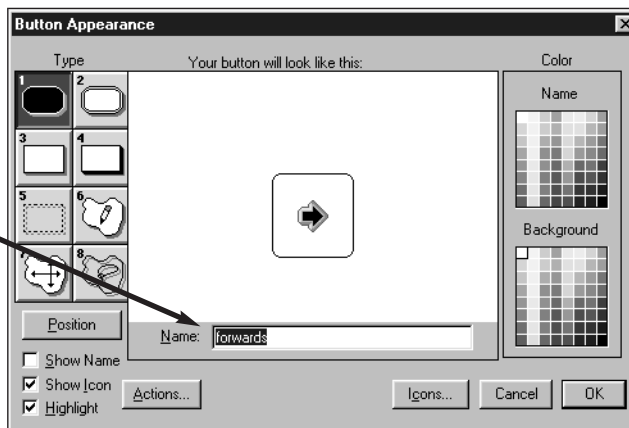 Button Appearance
Type
Your button will look like this:
Color
1
2
3
4
5
6
7
8
Name
Background
Position
Name: forwards
Show Name
Show Icon
Highlight
Actions...
Icons...
Cancel
OK